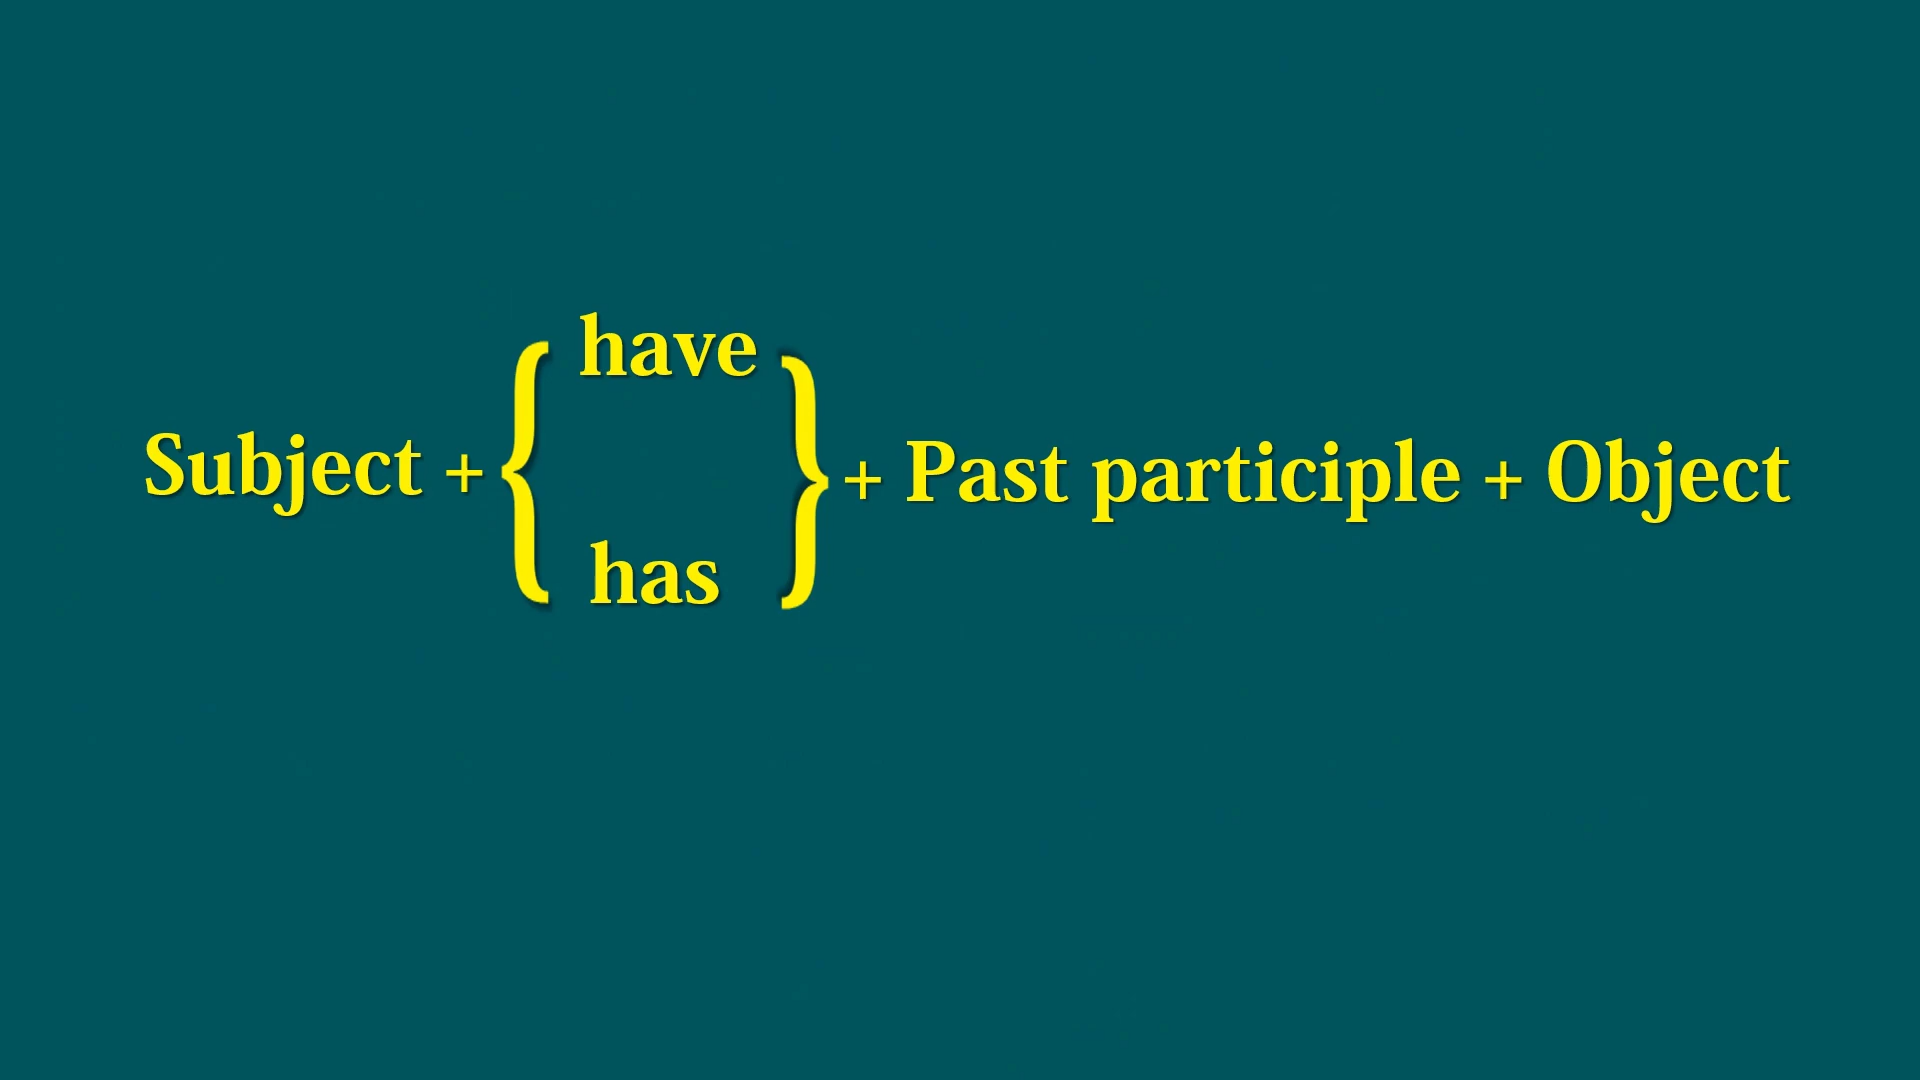 have
Subject + { } + Past participle + Object
has